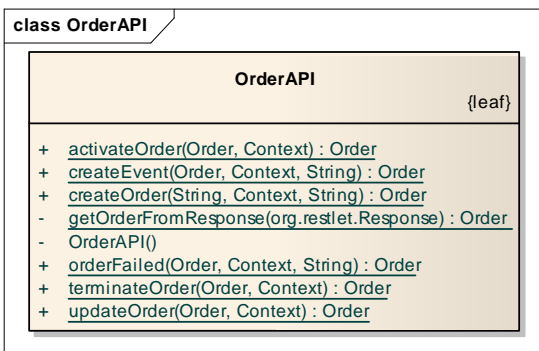 class OrderAPI
OrderAPI
{leaf}
+ activateOrder(Order, Context) : Order
+ createEvent(Order, Context, String) : Order
+ createOrder(String, Context, String) : Order
- getOrderFromResponse(org.restlet.Response) : Order
- OrderAPI()
+ orderFailed(Order, Context, String) : Order
+ terminateOrder(Order, Context) : Order
+ updateOrder(Order, Context) : Order